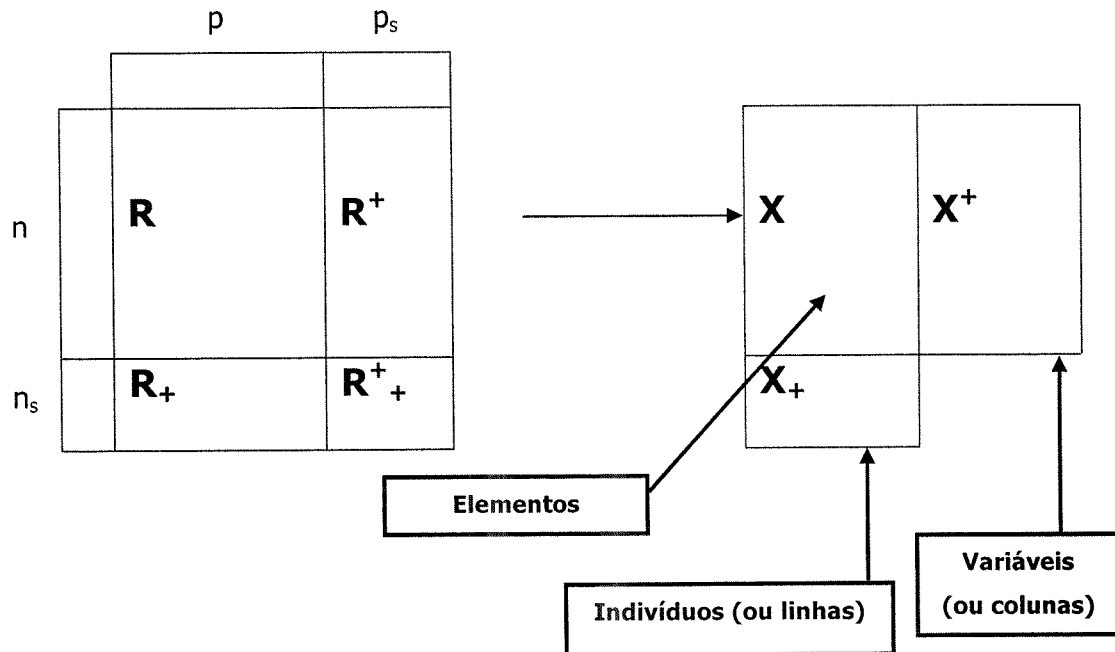 p pₛ
n R R⁺ X X⁺
nₛ R₊ R⁺₊ X₊
Elementos
Variáveis
(ou colunas)
Indivíduos (ou linhas)